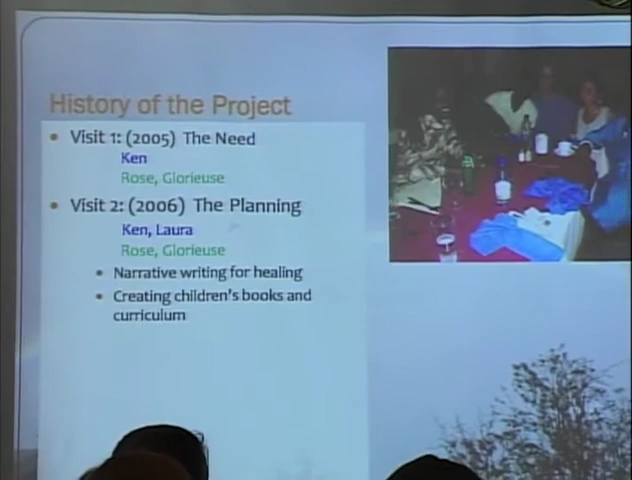 History of the Project
• Visit 1: (2005) The Need
Ken
Rose, Glorieuse
• Visit 2: (2006) The Planning
Ken, Laura
Rose, Glorieuse
• Narrative writing for healing
• Creating children's books and
curriculum